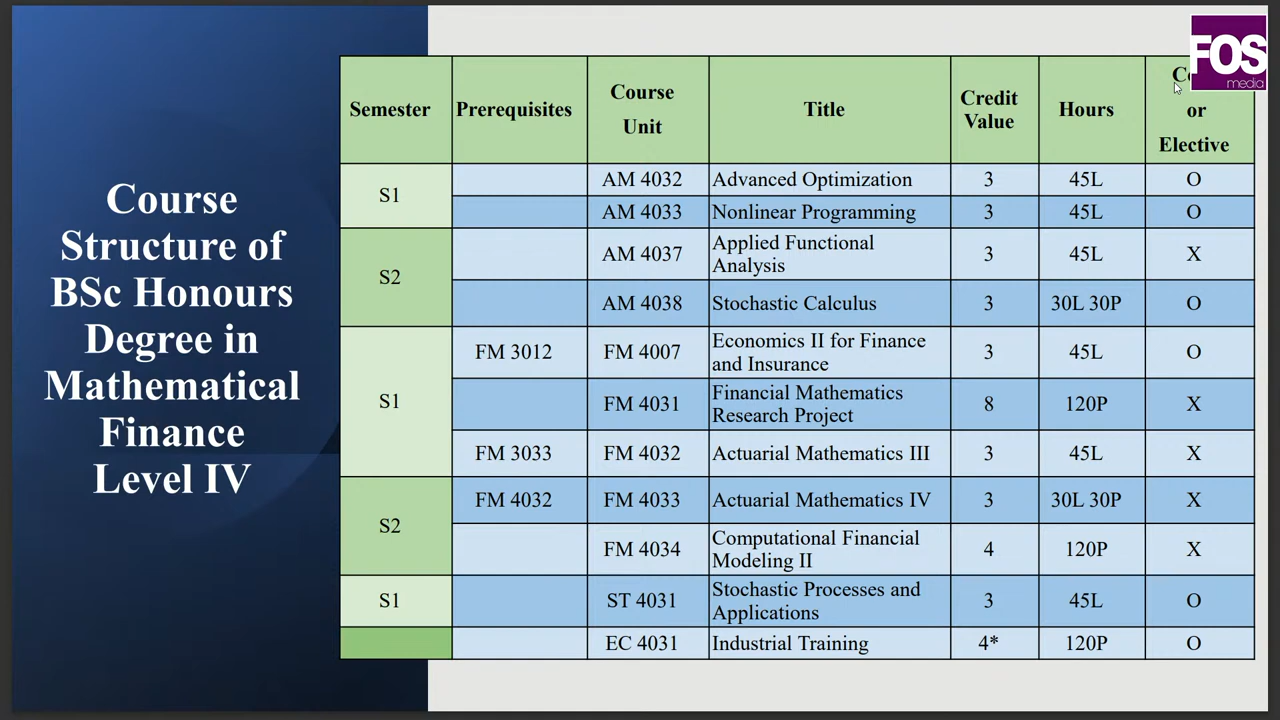 FOS
media
Course
Structure of
BSc Honours
Degree in
Mathematical
Finance
Level IV
Semester Prerequisites Course Unit Title Credit Value Hours or Elective
S1 AM 4032 Advanced Optimization 3 45L O
AM 4033 Nonlinear Programming 3 45L O
S2 AM 4037 Applied Functional Analysis 3 45L X
AM 4038 Stochastic Calculus 3 30L 30P O
S1 FM 3012 FM 4007 Economics II for Finance and Insurance 3 45L O
FM 4031 Financial Mathematics Research Project 8 120P X
FM 3033 FM 4032 Actuarial Mathematics III 3 45L X
S2 FM 4032 FM 4033 Actuarial Mathematics IV 3 30L 30P X
FM 4034 Computational Financial Modeling II 4 120P X
S1 ST 4031 Stochastic Processes and Applications 3 45L O
EC 4031 Industrial Training 4* 120P O